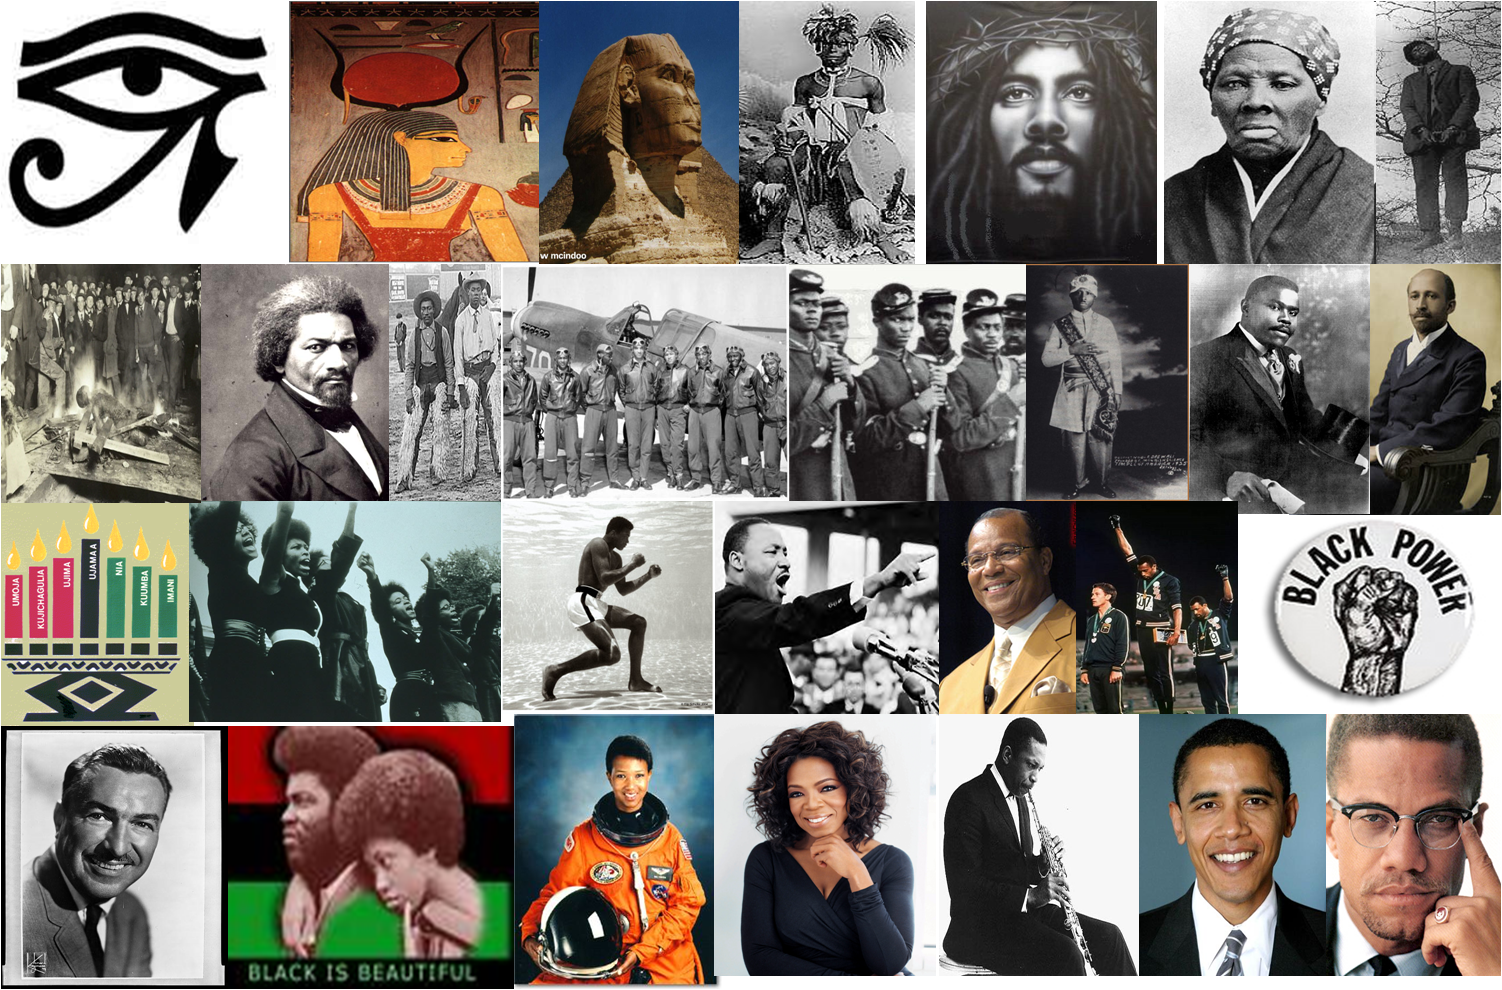 w mcindoo
UMOJA
KUJICHAGULIA
UJIMA
UJAMAA
NIA
KUUMBA
IMANI
BLACK POWER
BLACK IS BEAUTIFUL